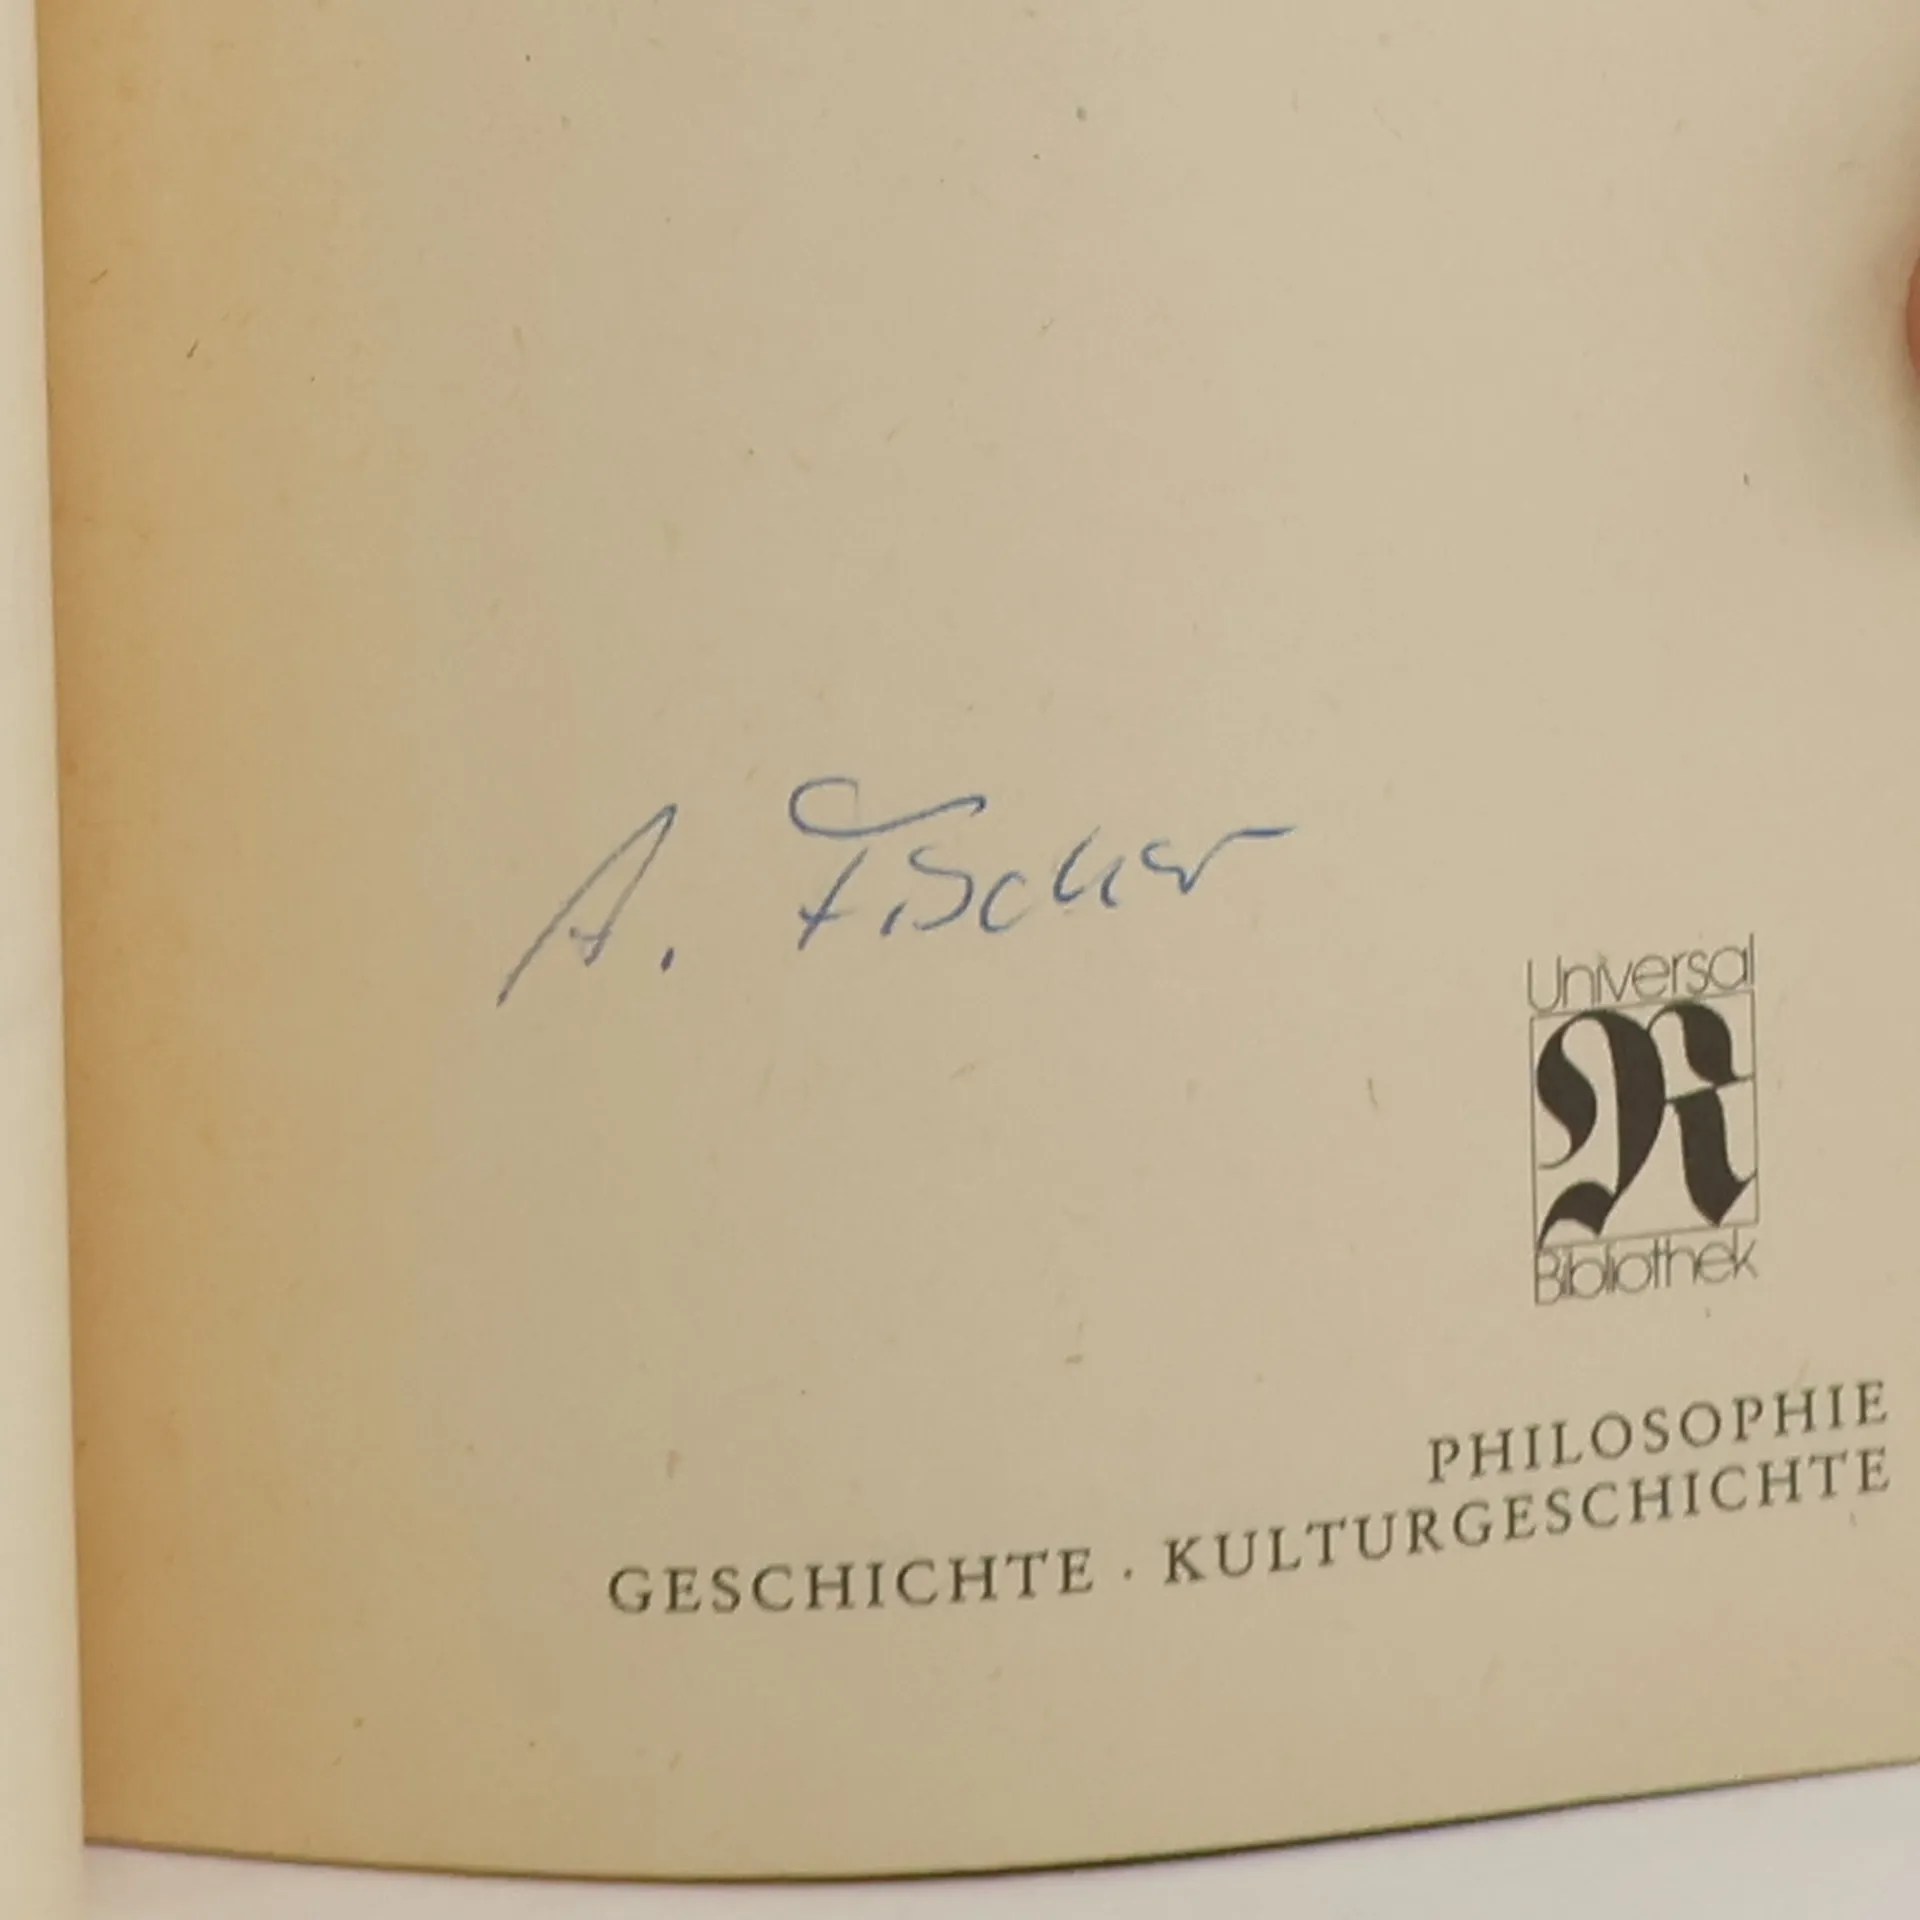 A. Fischer
Universal
R
Bibliothek
PHILOSOPHIE
GESCHICHTE · KULTURGESCHICHTE